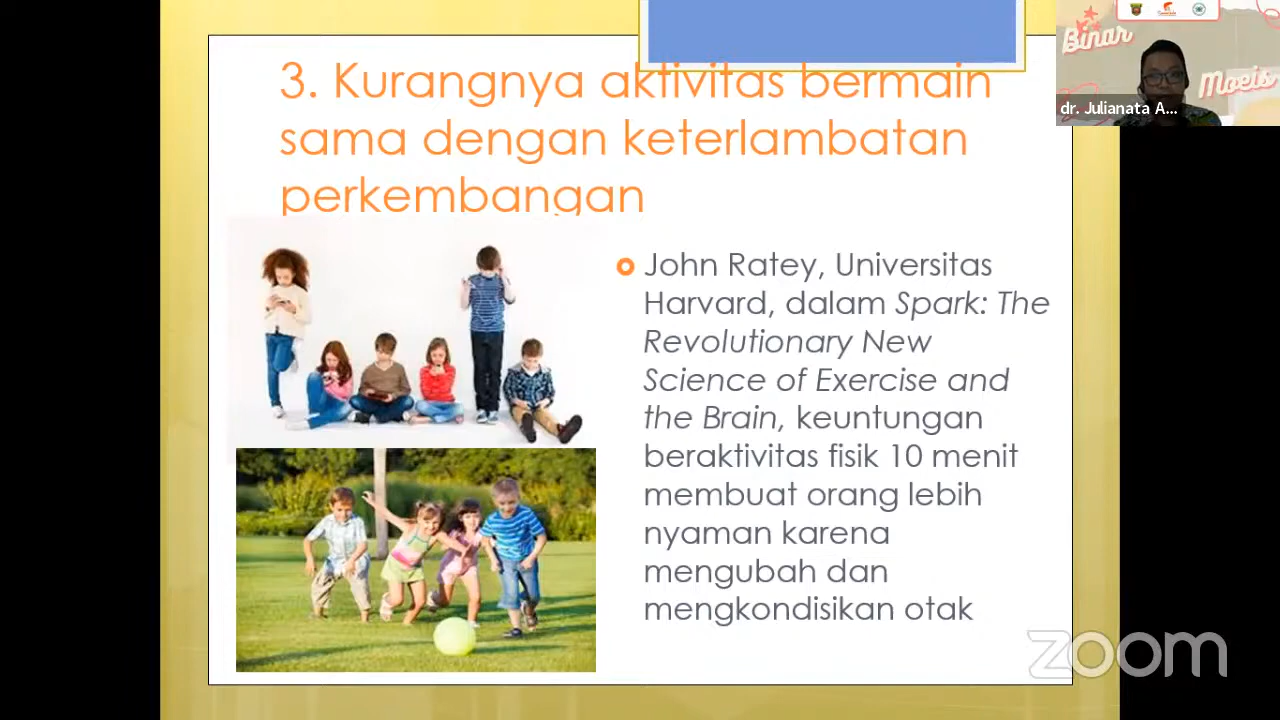 3. Kurangnya aktivitas bermain
sama dengan keterlambatan
perkembangan
John Ratey, Universitas
Harvard, dalam Spark: The
Revolutionary New
Science of Exercise and
the Brain, keuntungan
beraktivitas fisik 10 menit
membuat orang lebih
nyaman karena
mengubah dan
mengkondisikan otak
Binar
Moeis
dr. Julianata A...
zoom